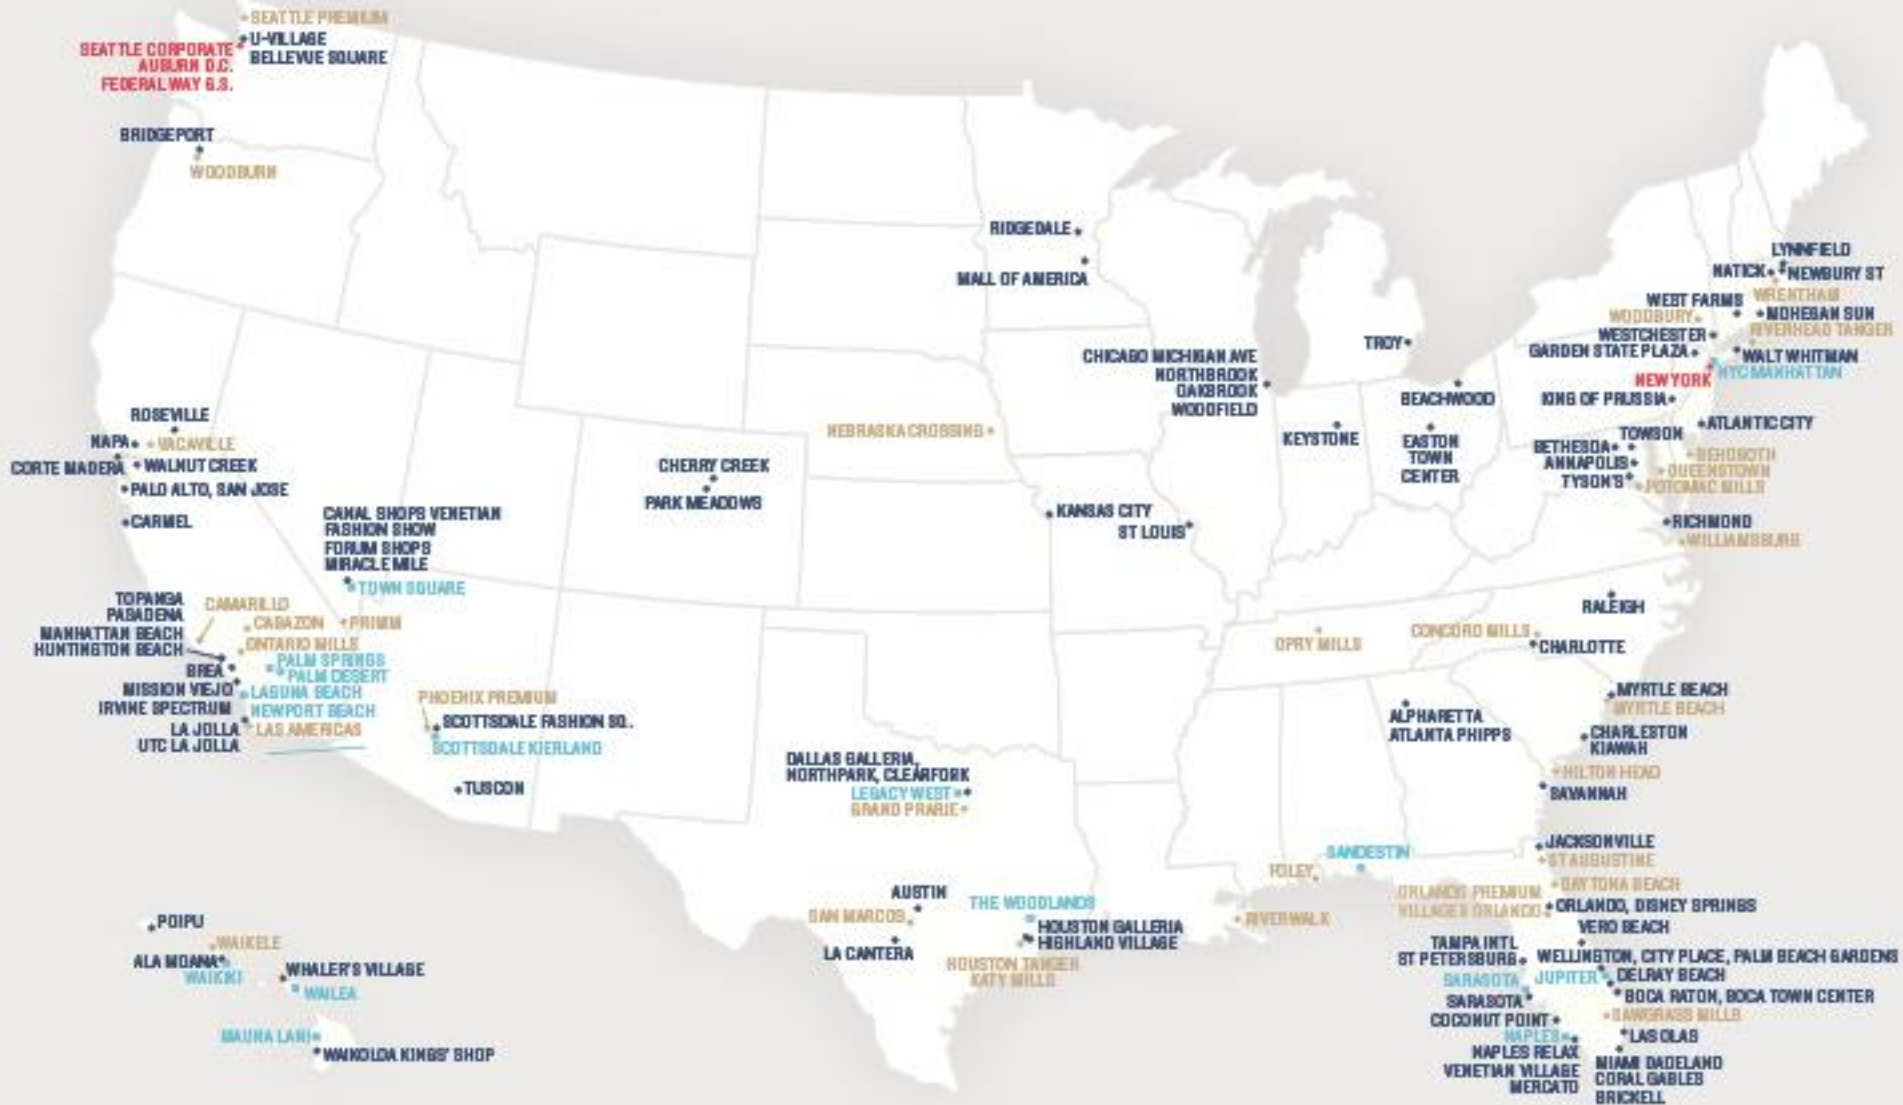 SEATTLE PREMIUM
U-VILLAGE
BELLEVUE SQUARE
SEATTLE CORPORATE
AUBURN D.C.
FEDERAL WAY G.S.
BRIDGEPORT
WOODBURN
RIDGEDALE
MALL OF AMERICA
LYNNFIELD
NATICK
NEWBURY ST
WRENTHAM
WEST FARMS
MOHEGAN SUN
WOODBURY
RIVERHEAD TANGER
WESTCHESTER
GARDEN STATE PLAZA
WALT WHITMAN
NYC MANHATTAN
NEW YORK
KING OF PRUSSIA
TROY
CHICAGO MICHIGAN AVE
NORTHBROOK
OAKBROOK
WOODFIELD
BEACHWOOD
KEYSTONE
EASTON
TOWN
CENTER
ATLANTIC CITY
TOWSON
BETHESDA
REHOBOTH
ANNAPOLIS
QUEENSTOWN
TYSON'S
POTOMAC MILLS
RICHMOND
WILLIAMSBURG
ROSEVILLE
NAPA
VACAVILLE
CORTE MADERA
WALNUT CREEK
PALO ALTO, SAN JOSE
CARMEL
NEBRASKA CROSSING
CHERRY CREEK
PARK MEADOWS
KANSAS CITY
ST LOUIS
CANAL SHOPS VENETIAN
FASHION SHOW
FORUM SHOPS
MIRACLE MILE
TOWN SQUARE
TOPANGA
PASADENA
MANHATTAN BEACH
HUNTINGTON BEACH
CAMARILLO
CABAZON
PRIMM
ONTARIO MILLS
PALM SPRINGS
PALM DESERT
BREA
MISSION VIEJO
LAGUNA BEACH
IRVINE SPECTRUM
NEWPORT BEACH
LA JOLLA
LAS AMERICAS
UTC LA JOLLA
PHOENIX PREMIUM
SCOTTSDALE FASHION SQ.
SCOTTSDALE KIERLAND
TUSCON
RALEIGH
OPRY MILLS
CONCORD MILLS
CHARLOTTE
MYRTLE BEACH
MYRTLE BEACH
ALPHARETTA
ATLANTA PHIPPS
CHARLESTON
KIAWAH
HILTON HEAD
SAVANNAH
DALLAS GALLERIA,
NORTHPARK, CLEARFORK
LEGACY WEST
GRAND PRARIE
JACKSONVILLE
ST AUGUSTINE
SANDESTIN
FOLEY
DAYTONA BEACH
ORLANDO PREMIUM
VILLAGES ORLANDO
ORLANDO, DISNEY SPRINGS
VERO BEACH
AUSTIN
SAN MARCOS
THE WOODLANDS
RIVERWALK
HOUSTON GALLERIA
HIGHLAND VILLAGE
LA CANTERA
HOUSTON TANGER
KATY MILLS
TAMPA INTL
ST PETERSBURG
WELLINGTON, CITY PLACE, PALM BEACH GARDENS
SARASOTA
JUPITER
DELRAY BEACH
SARASOTA
BOCA RATON, BOCA TOWN CENTER
COCONUT POINT
SAWGRASS MILLS
NAPLES
LAS OLAS
NAPLES RELAX
VENETIAN VILLAGE
MERCATO
MIAMI DADELAND
CORAL GABLES
BRICKELL
POIPU
WAIKELE
ALA MOANA
WAIKIKI
WHALER'S VILLAGE
WAILEA
MAUNA LANI
WAIKOLOA KINGS' SHOP